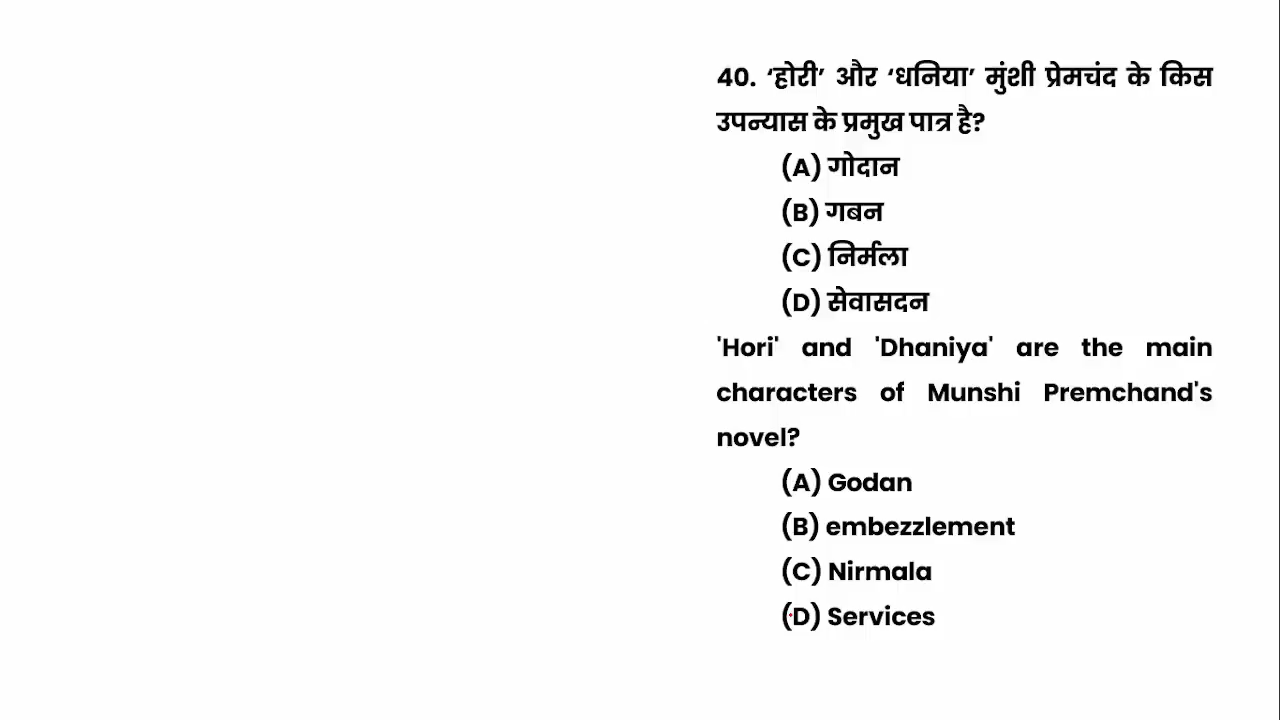 40. ‘होरी’ और ‘धनिया’ मुंशी प्रेमचंद के किस
उपन्यास के प्रमुख पात्र है?
(A) गोदान
(B) गबन
(C) निर्मला
(D) सेवासदन
'Hori' and 'Dhaniya' are the main
characters of Munshi Premchand's
novel?
(A) Godan
(B) embezzlement
(C) Nirmala
(D) Services